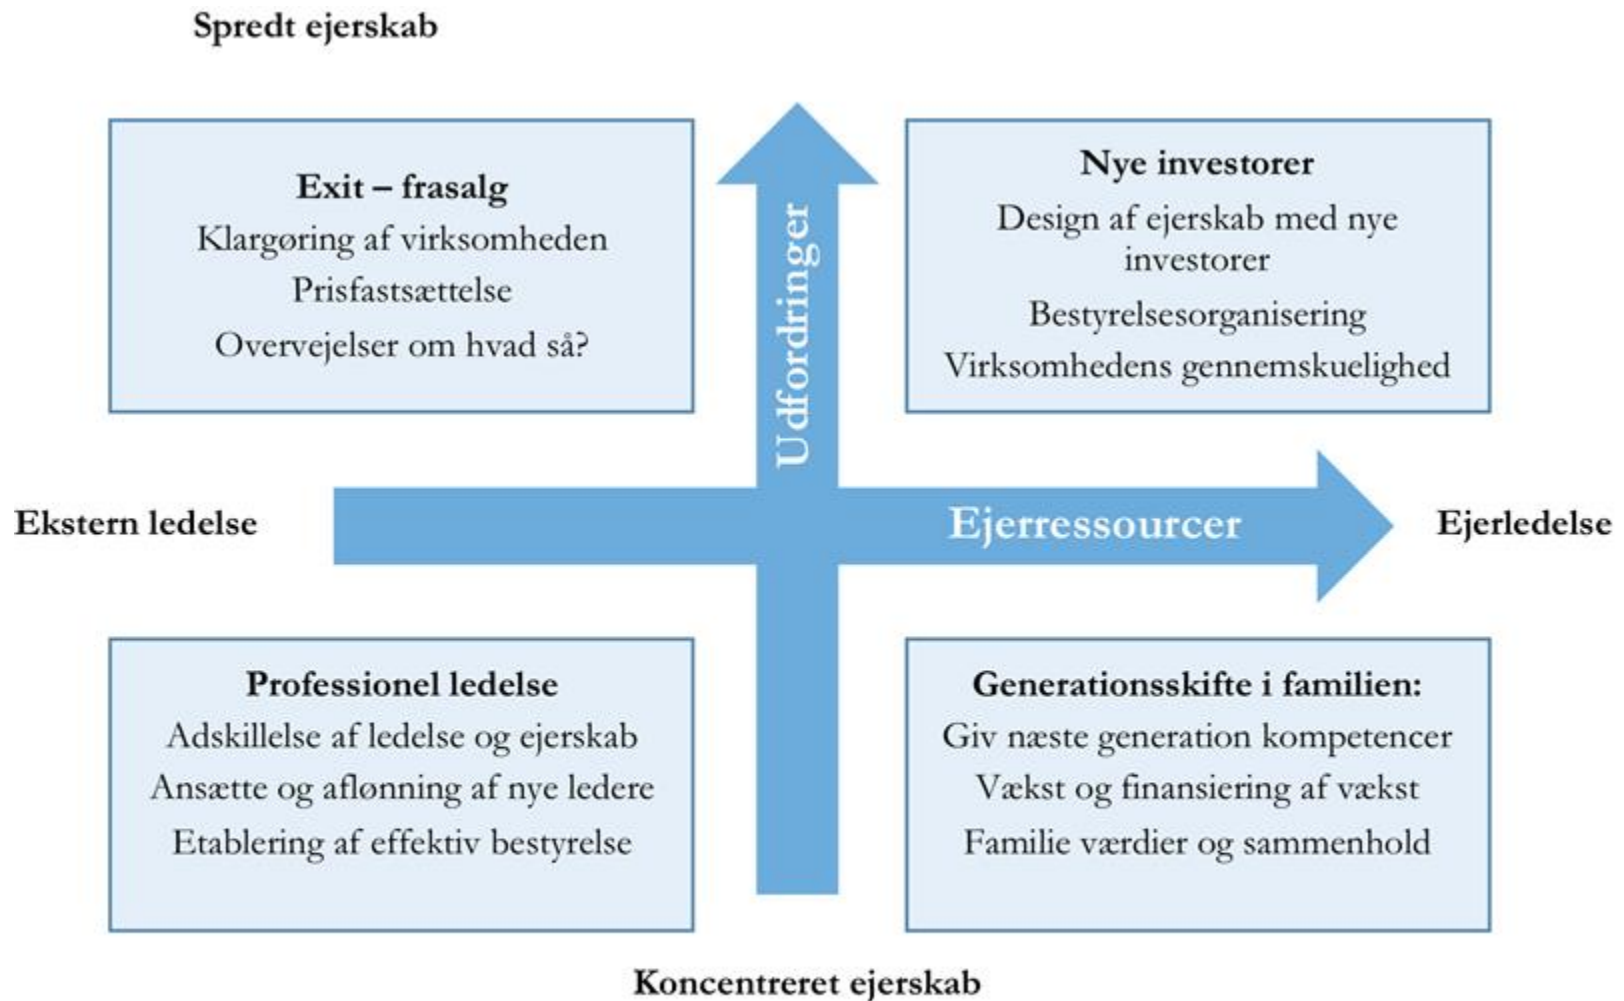 Spredt ejerskab
Exit – frasalg
Klargøring af virksomheden
Prisfastsættelse
Overvejelser om hvad så?
Udfordringer
Nye investorer
Design af ejerskab med nye
investorer
Bestyrelsesorganisering
Virksomhedens gennemskuelighed
Ekstern ledelse
Ejerressourcer
Ejerledelse
Professionel ledelse
Adskillelse af ledelse og ejerskab
Ansætte og aflønning af nye ledere
Etablering af effektiv bestyrelse
Generationsskifte i familien:
Giv næste generation kompetencer
Vækst og finansiering af vækst
Familie værdier og sammenhold
Koncentreret ejerskab